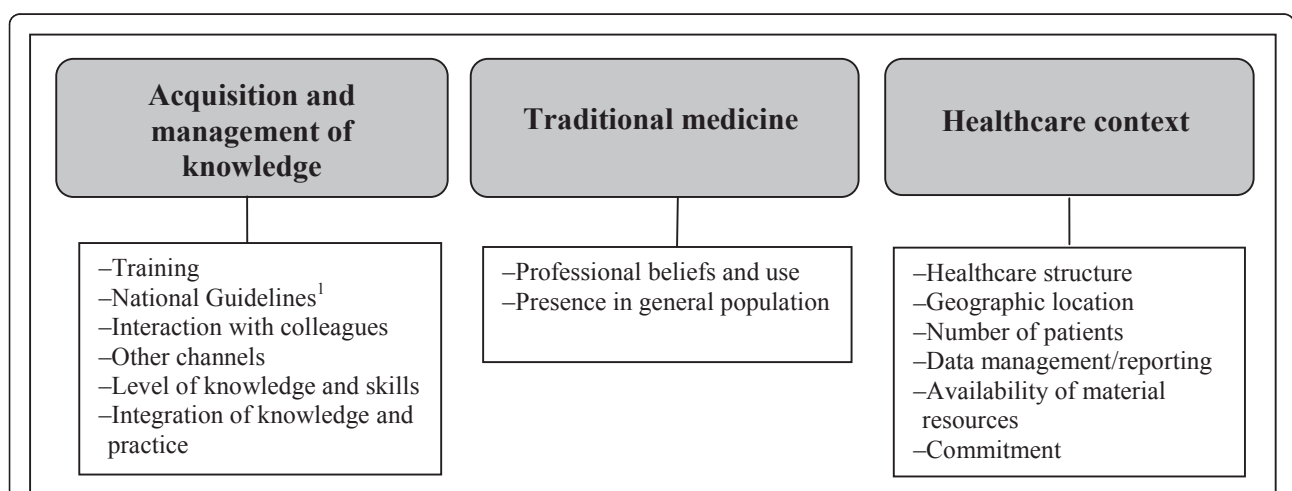 Acquisition and
management of
knowledge
–Training
–National Guidelines¹
–Interaction with colleagues
–Other channels
–Level of knowledge and skills
–Integration of knowledge and
practice
Traditional medicine
–Professional beliefs and use
–Presence in general population
Healthcare context
–Healthcare structure
–Geographic location
–Number of patients
–Data management/reporting
–Availability of material
resources
–Commitment